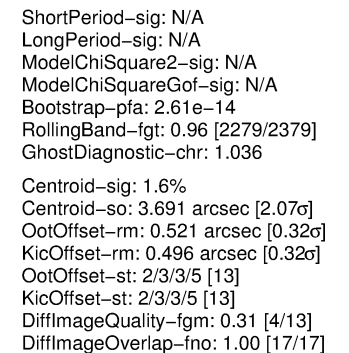 ShortPeriod−sig: N/A
LongPeriod−sig: N/A
ModelChiSquare2−sig: N/A
ModelChiSquareGof−sig: N/A
Bootstrap−pfa: 2.61e−14
RollingBand−fgt: 0.96 [2279/2379]
GhostDiagnostic−chr: 1.036
Centroid−sig: 1.6%
Centroid−so: 3.691 arcsec [2.07σ]
OotOffset−rm: 0.521 arcsec [0.32σ]
KicOffset−rm: 0.496 arcsec [0.32σ]
OotOffset−st: 2/3/3/5 [13]
KicOffset−st: 2/3/3/5 [13]
DiffImageQuality−fgm: 0.31 [4/13]
DiffImageOverlap−fno: 1.00 [17/17]